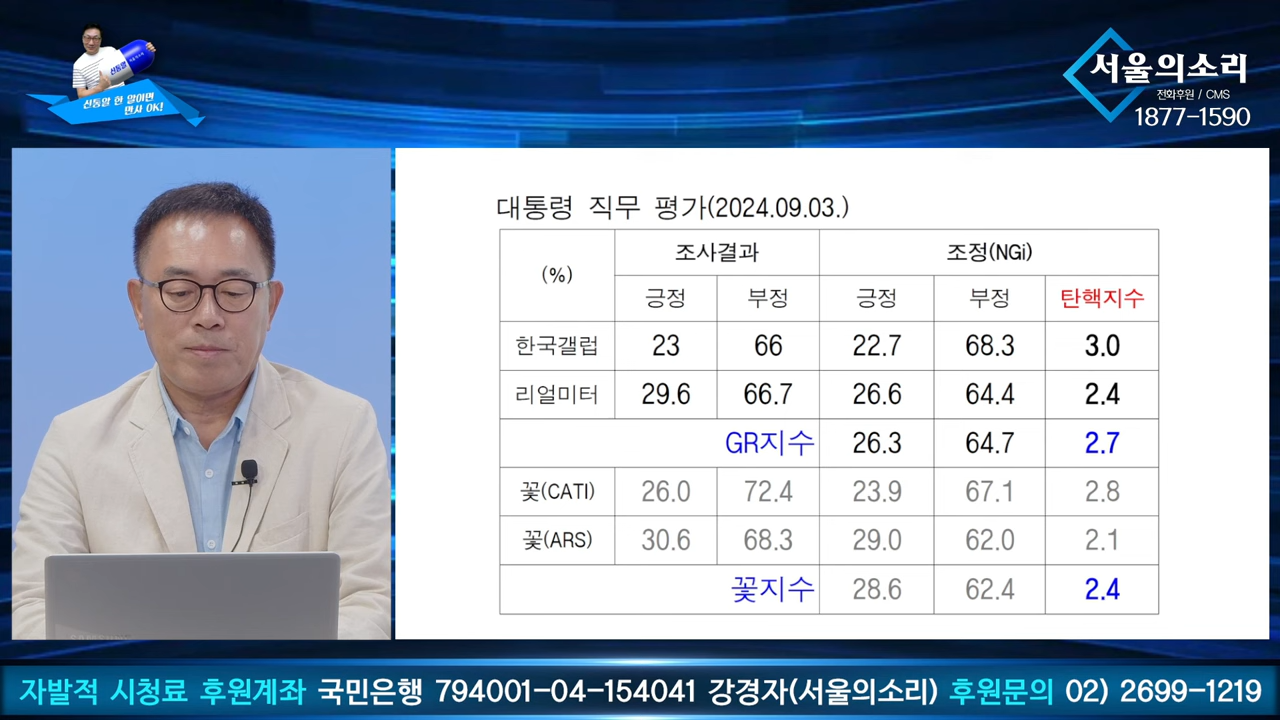 신통알 한 알이면
만사 OK!
서울의소리
전화후원 / CMS
1877-1590
대통령 직무 평가(2024.09.03.)
(%) 조사결과 조정(NGi)
긍정 부정 긍정 부정 탄핵지수
한국갤럽 23 66 22.7 68.3 3.0
리얼미터 29.6 66.7 26.6 64.4 2.4
GR지수 26.3 64.7 2.7
꽃(CATI) 26.0 72.4 23.9 67.1 2.8
꽃(ARS) 30.6 68.3 29.0 62.0 2.1
꽃지수 28.6 62.4 2.4
SAMSUNG
자발적 시청료 후원계좌 국민은행 794001-04-154041 강경자(서울의소리) 후원문의 02) 2699-1219